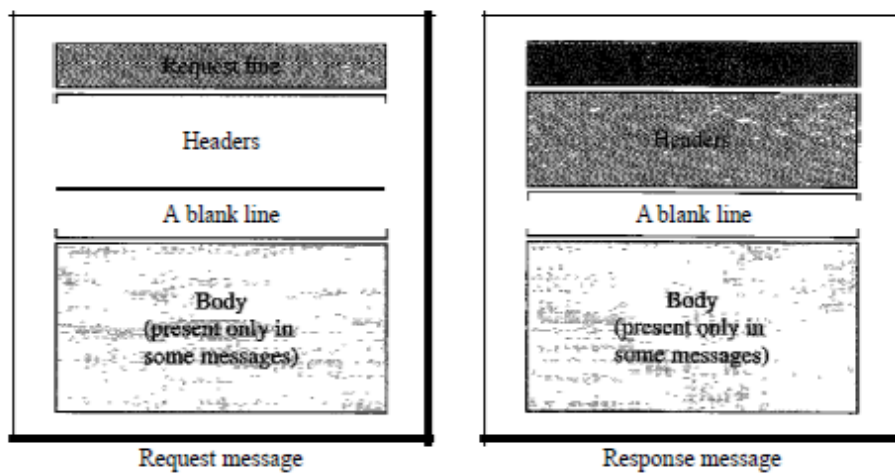 Request line
Headers
A blank line
Body
(present only in
some messages)
Request message
Headers
A blank line
Body
(present only in
some messages)
Response message